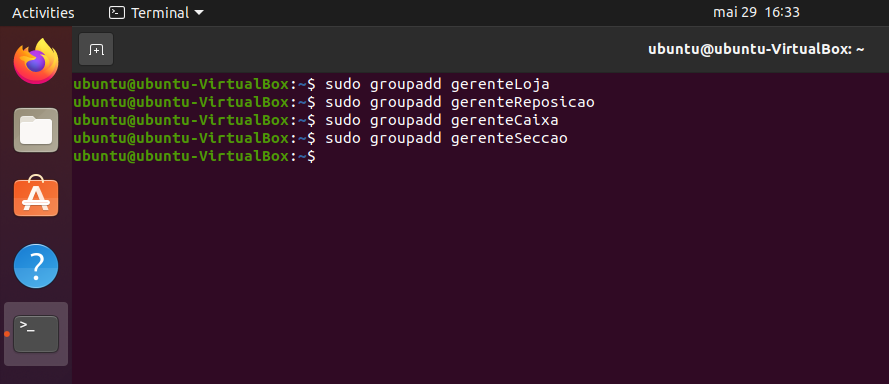 Activities Terminal mai 29 16:33
ubuntu@ubuntu-VirtualBox: ~
ubuntu@ubuntu-VirtualBox:~$ sudo groupadd gerenteLoja
ubuntu@ubuntu-VirtualBox:~$ sudo groupadd gerenteReposicao
ubuntu@ubuntu-VirtualBox:~$ sudo groupadd gerenteCaixa
ubuntu@ubuntu-VirtualBox:~$ sudo groupadd gerenteSeccao
ubuntu@ubuntu-VirtualBox:~$